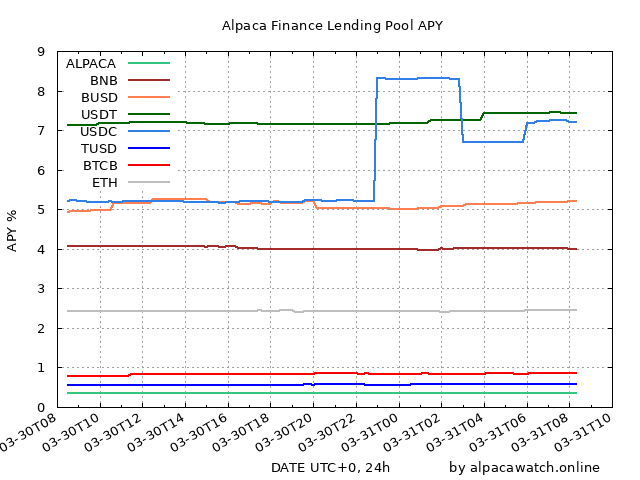 Alpaca Finance Lending Pool APY
9
8
7
6
5
4
3
2
1
0
APY %
ALPACA
BNB
BUSD
USDT
USDC
TUSD
BTCB
ETH
03-30T08
03-30T10
03-30T12
03-30T14
03-30T16
03-30T18
03-30T20
03-30T22
03-31T00
03-31T02
03-31T04
03-31T06
03-31T08
03-31T10
DATE UTC+0, 24h
by alpacawatch.online